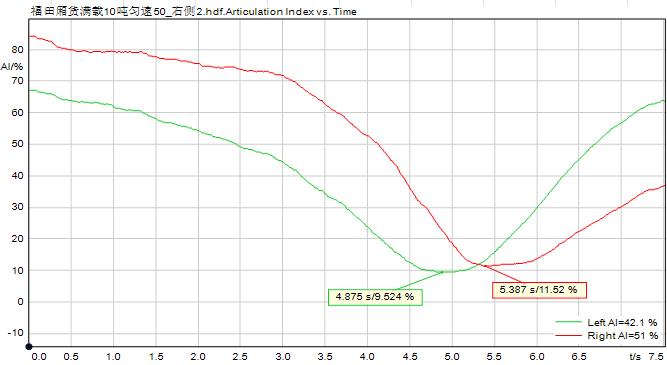 福田厢货满载10吨匀速50_右侧2.hdf.Articulation Index vs. Time
80
AI/%
70
60
50
40
30
20
10
0
-10
4.875 s/9.524 %
5.387 s/11.52 %
Left AI=42.1 %
Right AI=51 %
0.0 0.5 1.0 1.5 2.0 2.5 3.0 3.5 4.0 4.5 5.0 5.5 6.0 6.5 t/s 7.5